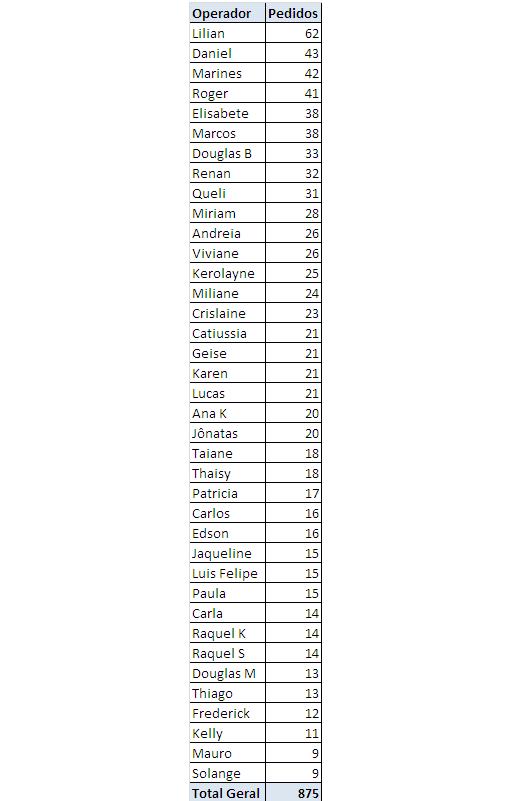 Operador Pedidos
Lilian 62
Daniel 43
Marines 42
Roger 41
Elisabete 38
Marcos 38
Douglas B 33
Renan 32
Queli 31
Miriam 28
Andreia 26
Viviane 26
Kerolayne 25
Miliane 24
Crislaine 23
Catiussia 21
Geise 21
Karen 21
Lucas 21
Ana K 20
Jônatas 20
Taiane 18
Thaisy 18
Patricia 17
Carlos 16
Edson 16
Jaqueline 15
Luis Felipe 15
Paula 15
Carla 14
Raquel K 14
Raquel S 14
Douglas M 13
Thiago 13
Frederick 12
Kelly 11
Mauro 9
Solange 9
Total Geral 875